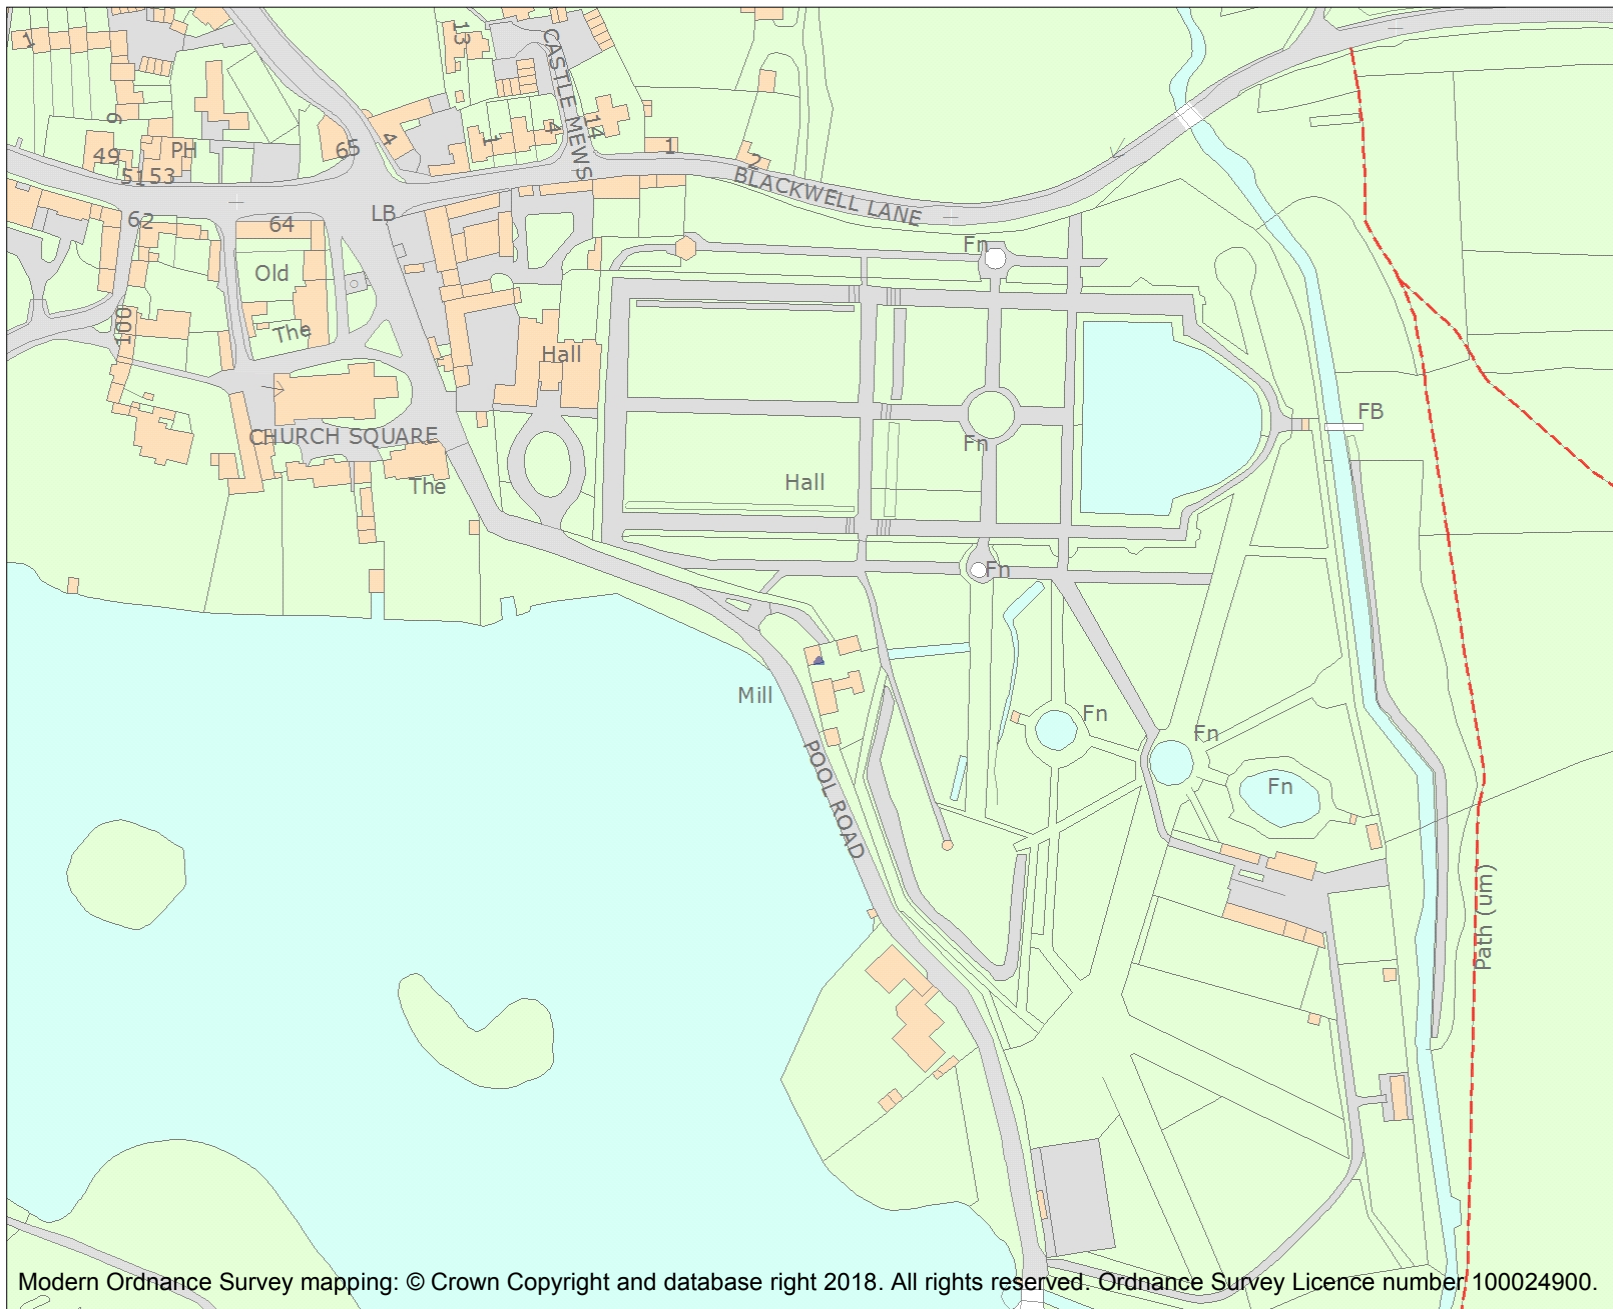 1
13
CASTLE MEWS
9
4
65
1
4
14
49
PH
51 53
1
2
BLACKWELL LANE
62
64
LB
Fn
Old
The
100
Hall
FB
CHURCH SQUARE
Fn
The
Hall
Fn
Mill
Fn
Fn
POOL ROAD
Fn
Path (um)
Modern Ordnance Survey mapping: © Crown Copyright and database right 2018. All rights reserved. Ordnance Survey Licence number 100024900.